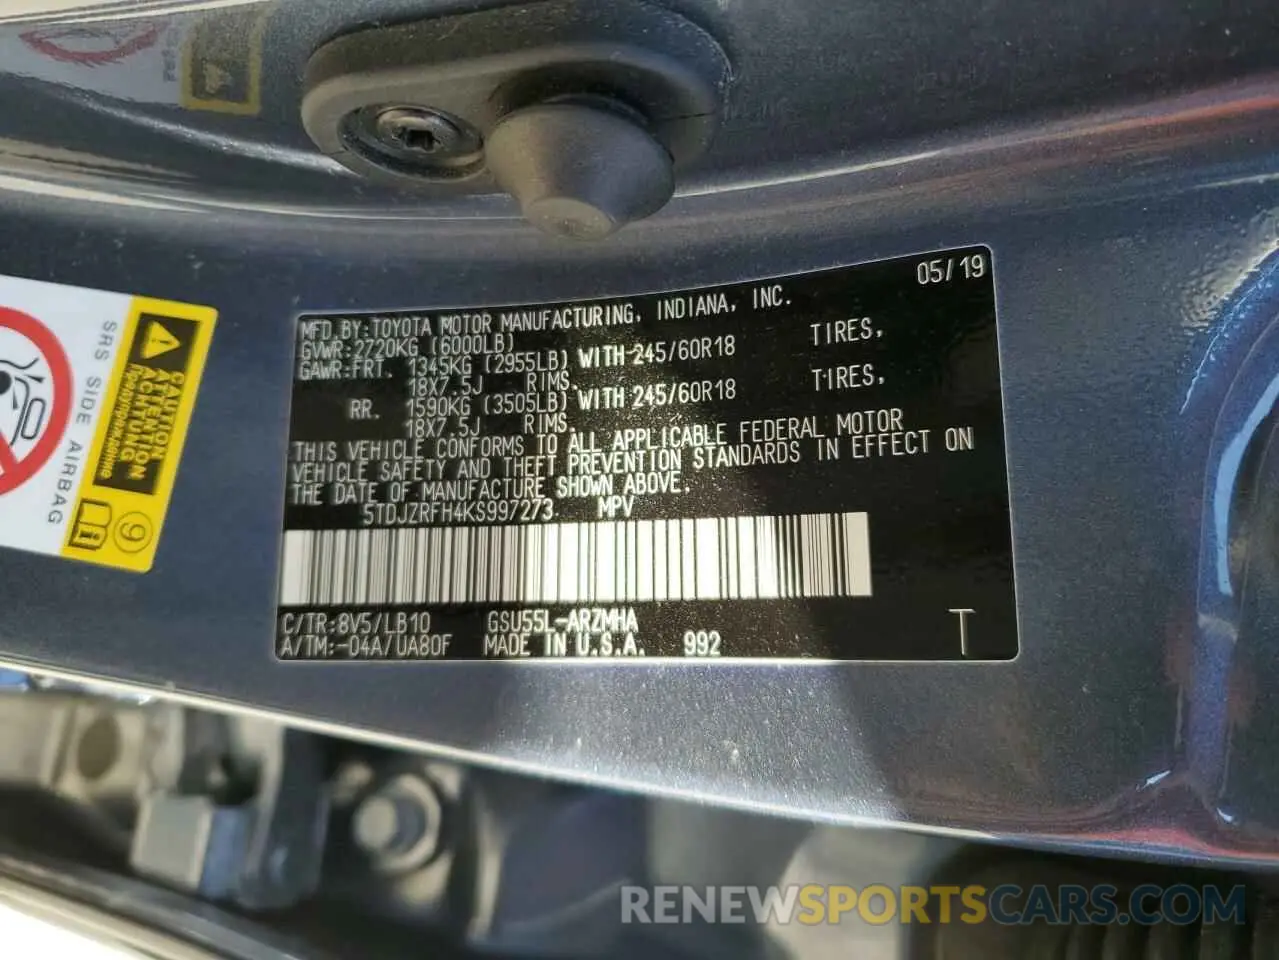 05/19
MFD.BY:TOYOTA MOTOR MANUFACTURING, INDIANA, INC.
GVWR:2720KG (6000LB)
GAWR:FRT. 1345KG (2955LB) WITH 245/60R18 TIRES,
18X7.5J RIMS.
RR. 1590KG (3505LB) WITH 245/60R18 TIRES,
18X7.5J RIMS.
THIS VEHICLE CONFORMS TO ALL APPLICABLE FEDERAL MOTOR
VEHICLE SAFETY AND THEFT PREVENTION STANDARDS IN EFFECT ON
THE DATE OF MANUFACTURE SHOWN ABOVE.
5TDJZRFH4KS997273 MPV
C/TR:8V5/LB10 GSU55L-ARZMHA
A/TM:-04A/UA80F MADE IN U.S.A. 992 T
SRS SIDE AIRBAG
CAUTION
ATTENTION
ACHTUNG
Предупреждение
9
RENEWSPORTSCARS.COM